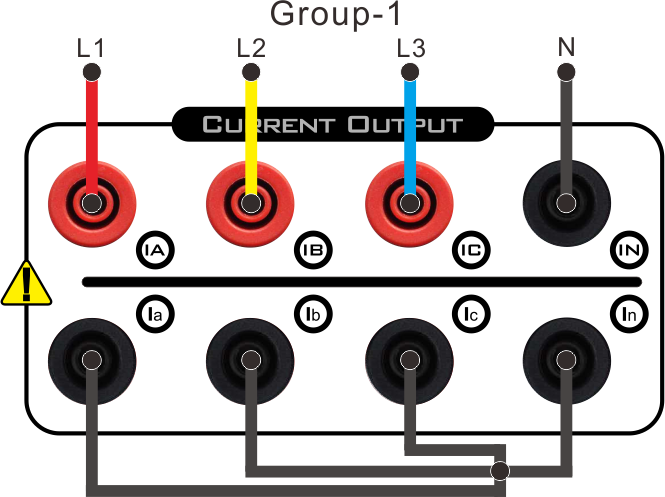 Group-1
L1 L2 L3 N
CURRENT OUTPUT
IA IB IC IN
!
Ia Ib Ic In